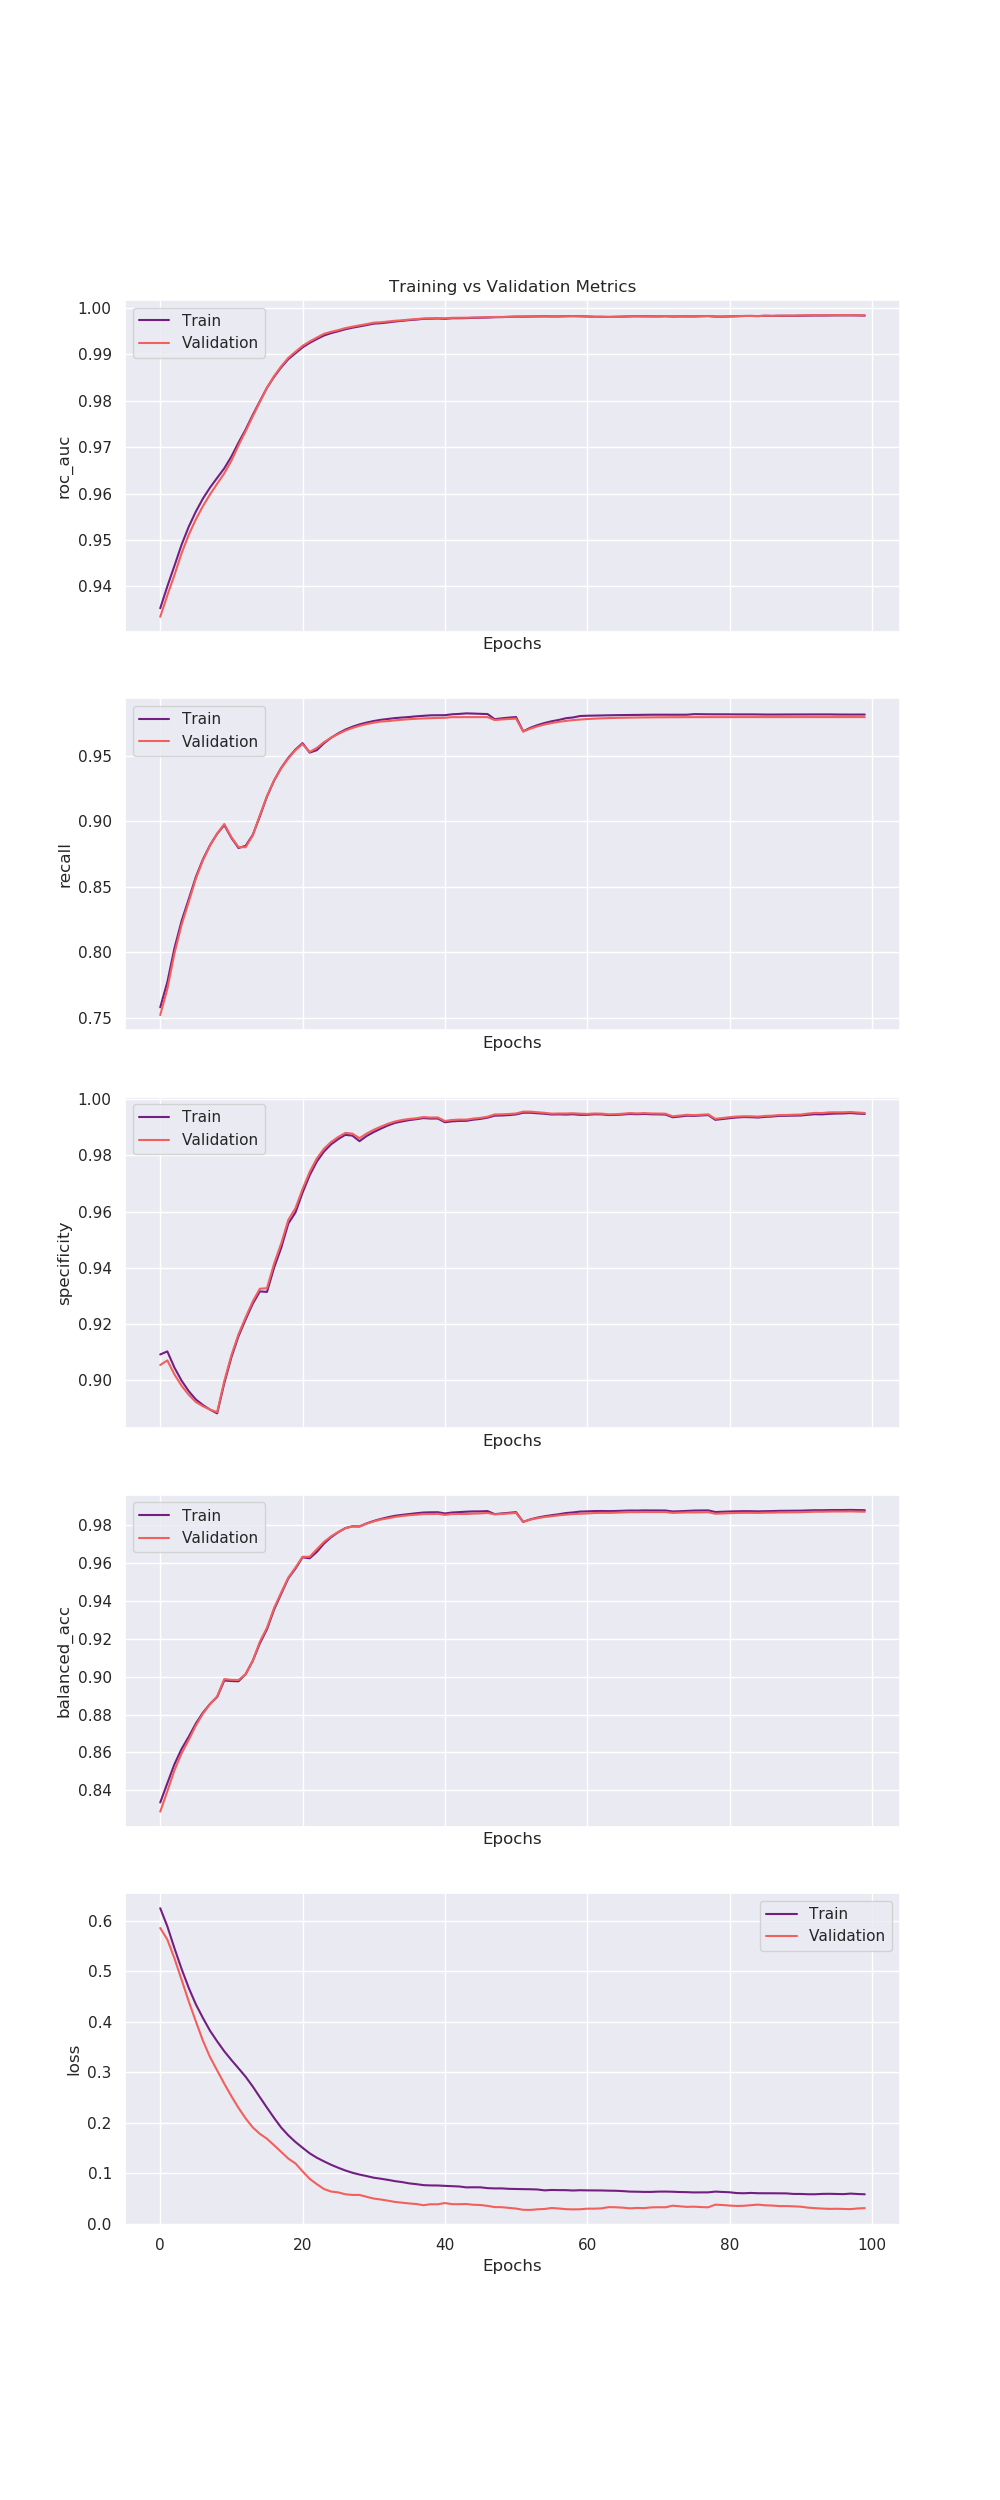 Training vs Validation Metrics
1.00
0.99
0.98
0.97
0.96
0.95
0.94
roc_auc
Train
Validation
Epochs
0.95
0.90
0.85
0.80
0.75
recall
Train
Validation
Epochs
1.00
0.98
0.96
0.94
0.92
0.90
specificity
Train
Validation
Epochs
0.98
0.96
0.94
0.92
0.90
0.88
0.86
0.84
balanced_acc
Train
Validation
Epochs
0.6
0.5
0.4
0.3
0.2
0.1
0.0
loss
Train
Validation
0 20 40 60 80 100
Epochs